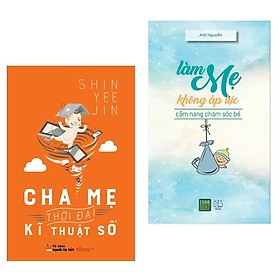 SHIN
YEE
JIN
CHA MẸ
THỜI ĐẠI
KĨ THUẬT SỐ
Anh Nguyễn
làm
Mẹ
không áp lực
cẩm nang chăm sóc bé